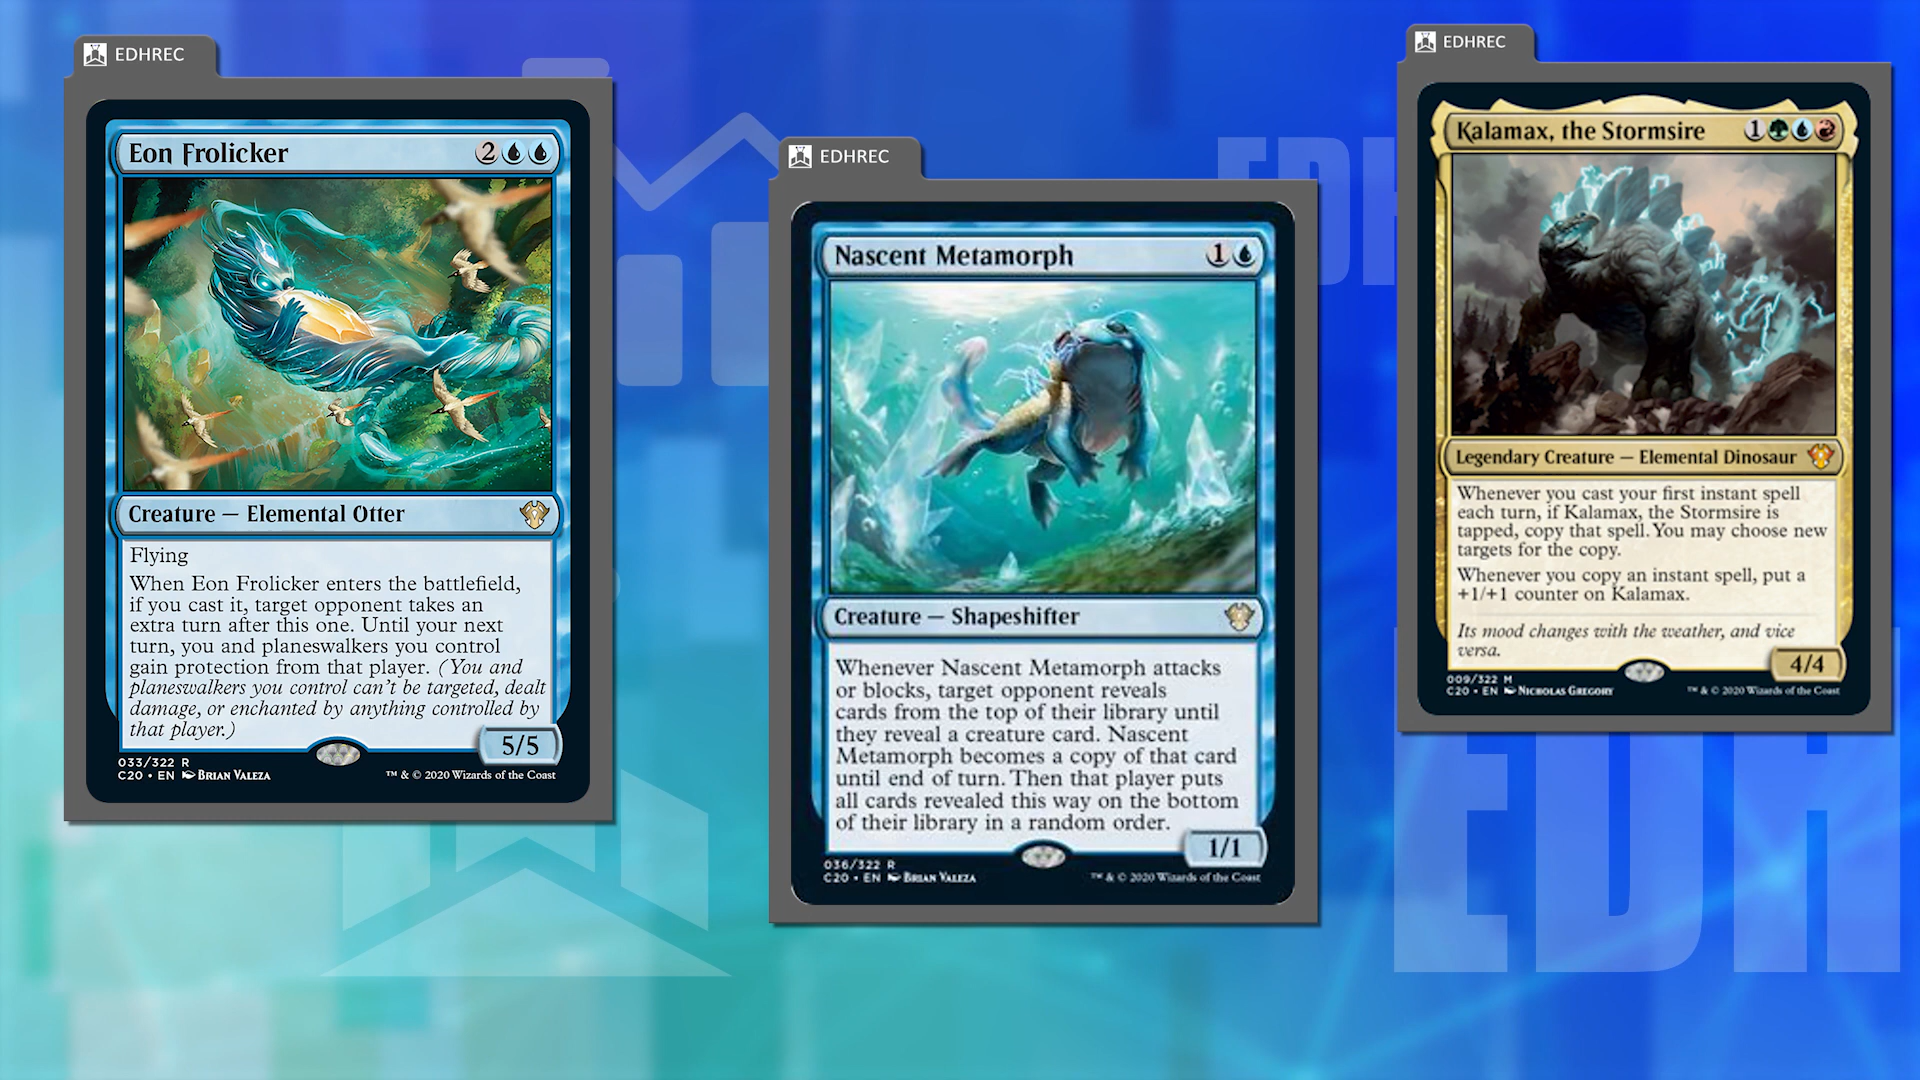 EDHREC
Eon Frolicker 2
Creature — Elemental Otter
Flying
When Eon Frolicker enters the battlefield,
if you cast it, target opponent takes an
extra turn after this one. Until your next
turn, you and planeswalkers you control
gain protection from that player. (You and
planeswalkers you control can't be targeted, dealt
damage, or enchanted by anything controlled by
that player.)
5/5
033/322 R
C20 • EN Brian Valeza
™ & © 2020 Wizards of the Coast
EDHREC
Nascent Metamorph 1
Creature — Shapeshifter
Whenever Nascent Metamorph attacks
or blocks, target opponent reveals
cards from the top of their library until
they reveal a creature card. Nascent
Metamorph becomes a copy of that card
until end of turn. Then that player puts
all cards revealed this way on the bottom
of their library in a random order.
1/1
036/322 R
C20 • EN Brian Valeza
™ & © 2020 Wizards of the Coast
EDHREC
Kalamax, the Stormsire 1
Legendary Creature — Elemental Dinosaur
Whenever you cast your first instant spell
each turn, if Kalamax, the Stormsire is
tapped, copy that spell. You may choose new
targets for the copy.
Whenever you copy an instant spell, put a
+1/+1 counter on Kalamax.
Its mood changes with the weather, and vice
versa.
4/4
009/322 M
C20 • EN Nicholas Gregory
™ & © 2020 Wizards of the Coast
EDH
EDH